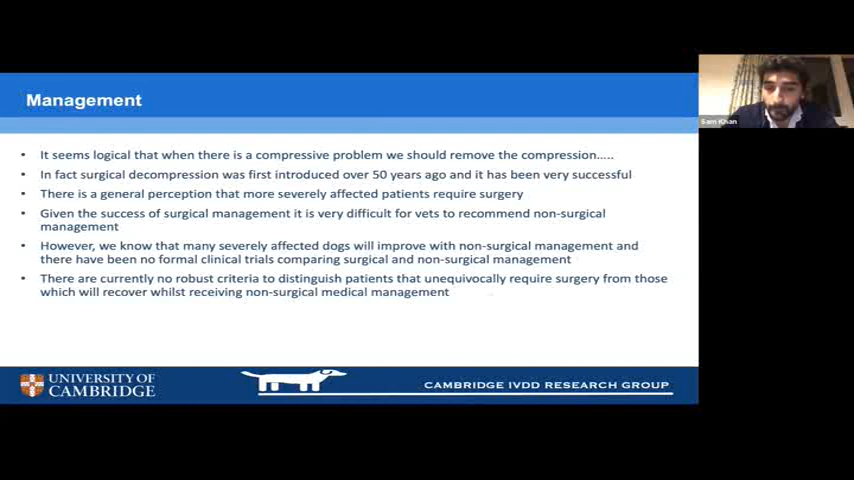 Management
• It seems logical that when there is a compressive problem we should remove the compression.....
• In fact surgical decompression was first introduced over 50 years ago and it has been very successful
• There is a general perception that more severely affected patients require surgery
• Given the success of surgical management it is very difficult for vets to recommend non-surgical
management
• However, we know that many severely affected dogs will improve with non-surgical management and
there have been no formal clinical trials comparing surgical and non-surgical management
• There are currently no robust criteria to distinguish patients that unequivocally require surgery from those
which will recover whilst receiving non-surgical medical management
UNIVERSITY OF
CAMBRIDGE
CAMBRIDGE IVDD RESEARCH GROUP
Sam Khan